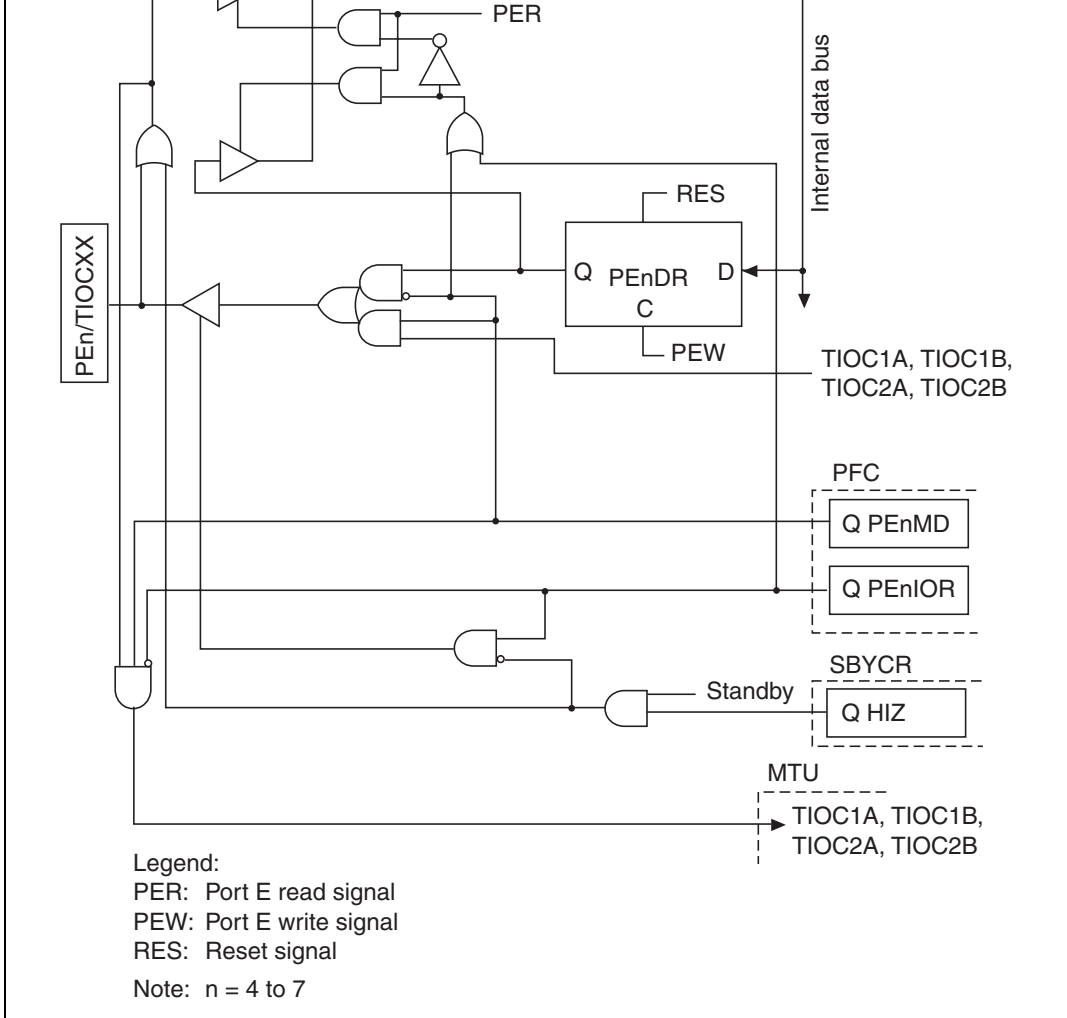 PER
Internal data bus
RES
PEn/TIOCXX
Q PEnDR D
C
PEW
TIOC1A, TIOC1B,
TIOC2A, TIOC2B
PFC
Q PEnMD
Q PEnIOR
SBYCR
Standby
Q HIZ
MTU
TIOC1A, TIOC1B,
TIOC2A, TIOC2B
Legend:
PER: Port E read signal
PEW: Port E write signal
RES: Reset signal
Note: n = 4 to 7